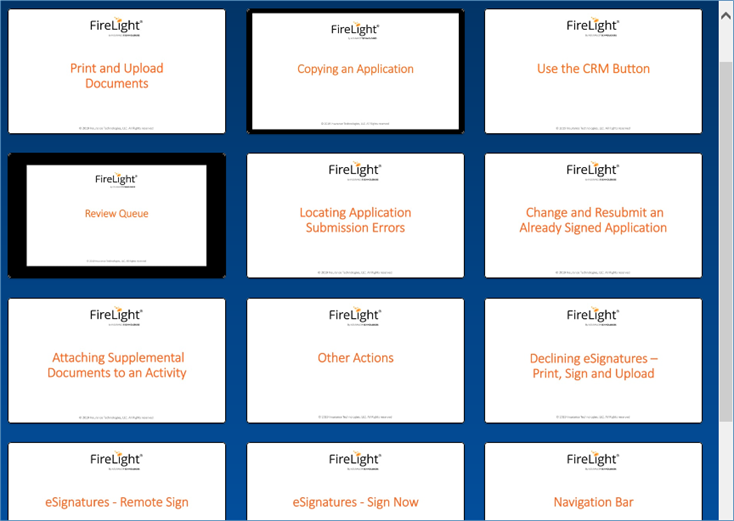 FireLight®
FireLight®
FireLight®
Print and Upload
Documents
Copying an Application
Use the CRM Button
FireLight®
FireLight®
FireLight®
Review Queue
Locating Application
Submission Errors
Change and Resubmit an
Already Signed Application
FireLight®
FireLight®
FireLight®
Attaching Supplemental
Documents to an Activity
Other Actions
Declining eSignatures –
Print, Sign and Upload
FireLight®
FireLight®
FireLight®
eSignatures - Remote Sign
eSignatures - Sign Now
Navigation Bar